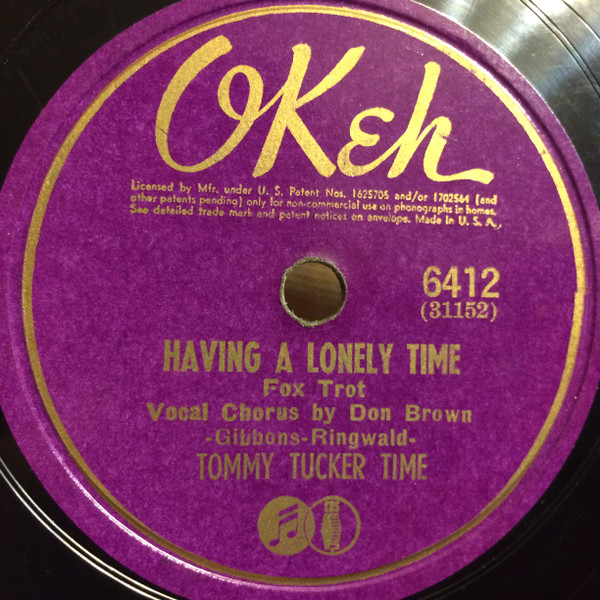 OKeh
Licensed by Mfr. under U. S. Patent Nos. 1625705 and/or 1702564 (and
other patents pending) only for non-commercial use on phonographs in homes.
See detailed trade mark and patent notices on envelope. Made in U. S. A.,
6412
(31152)
HAVING A LONELY TIME
Fox Trot
Vocal Chorus by Don Brown
-Gibbons-Ringwald-
TOMMY TUCKER TIME